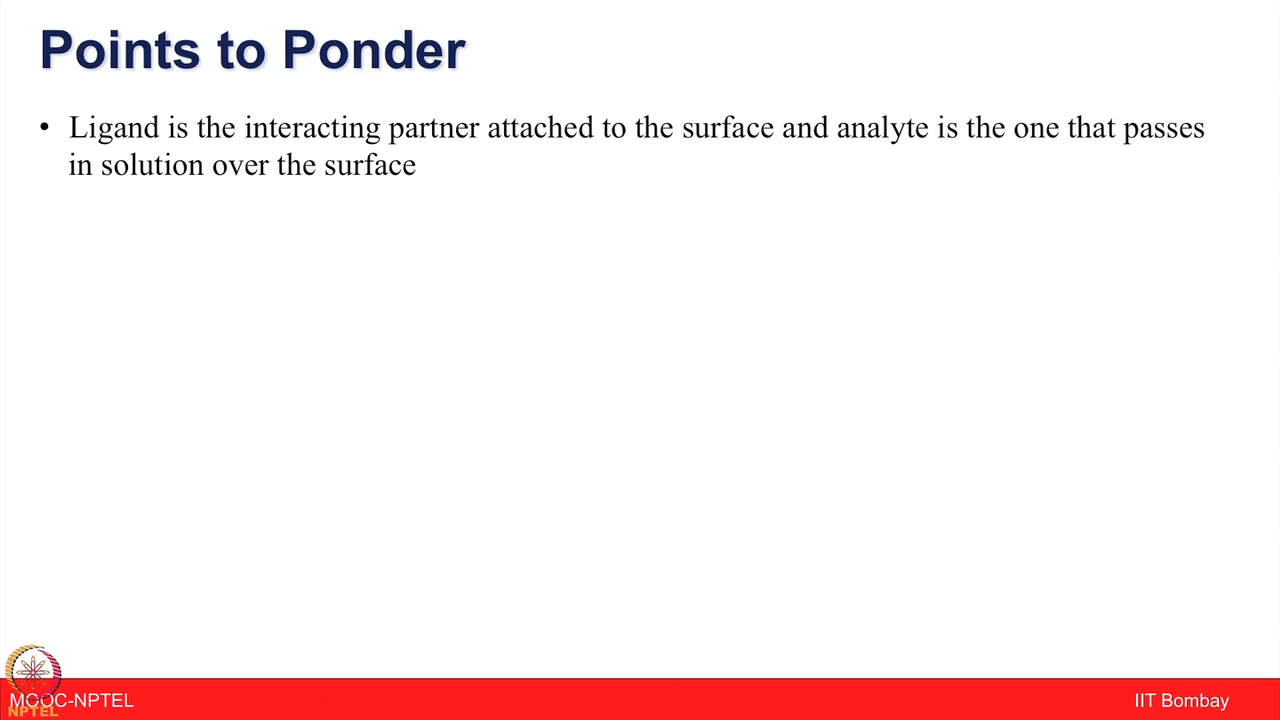 Points to Ponder
• Ligand is the interacting partner attached to the surface and analyte is the one that passes
in solution over the surface
MOOC-NPTEL
NPTEL
IIT Bombay